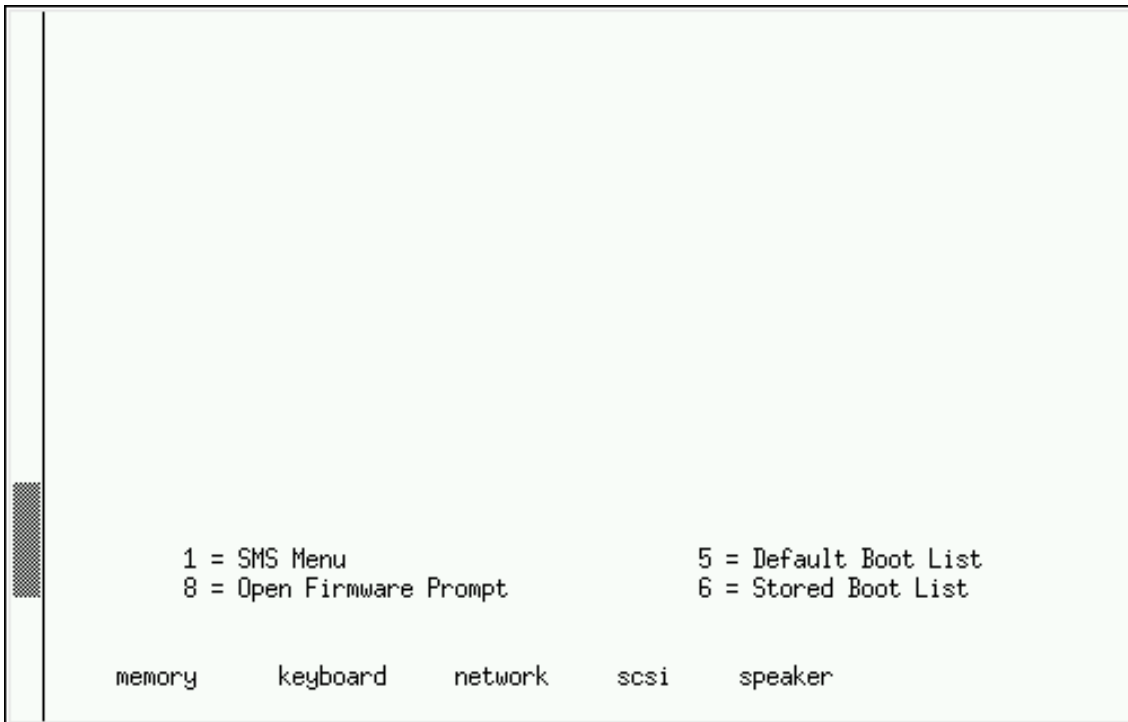 1 = SMS Menu                          5 = Default Boot List
8 = Open Firmware Prompt              6 = Stored Boot List
memory      keyboard     network     scsi     speaker